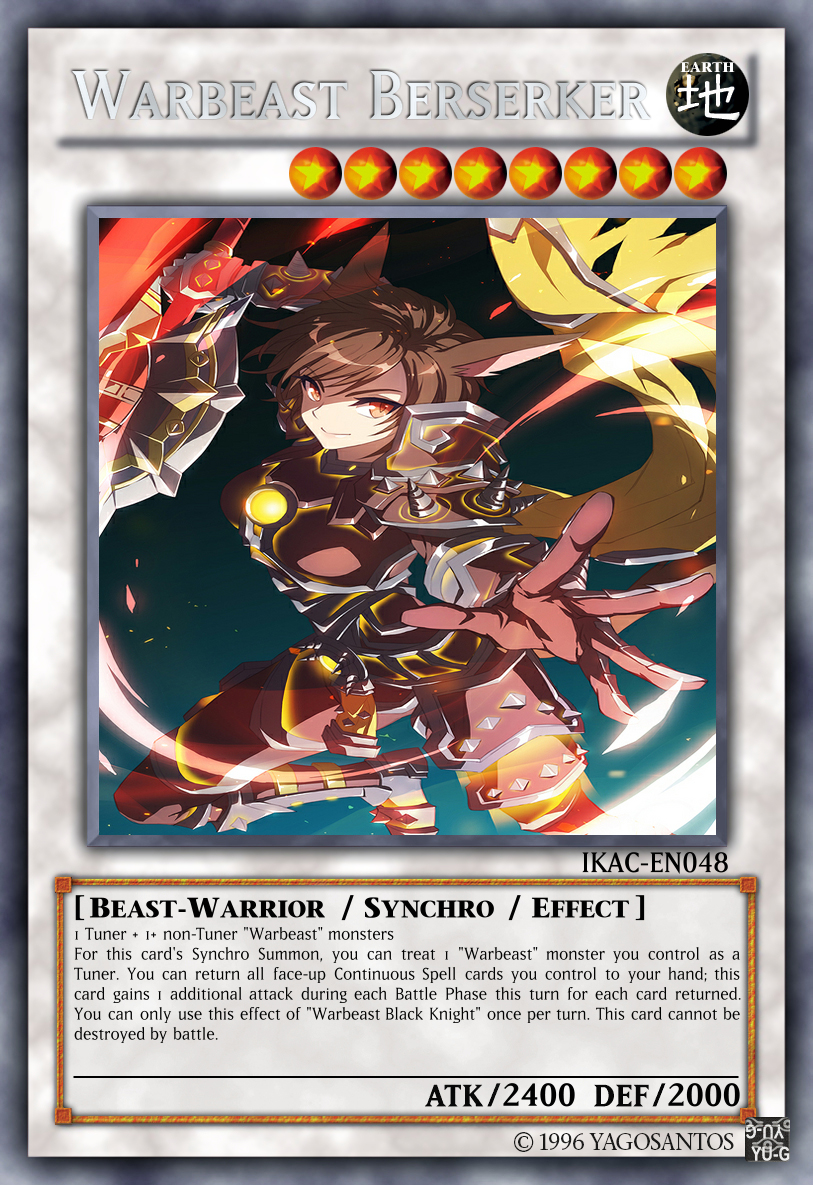 WARBEAST BERSERKER
EARTH
地
IKAC-EN048
[ BEAST-WARRIOR / SYNCHRO / EFFECT ]
1 Tuner + 1+ non-Tuner "Warbeast" monsters
For this card's Synchro Summon, you can treat 1 "Warbeast" monster you control as a
Tuner. You can return all face-up Continuous Spell cards you control to your hand; this
card gains 1 additional attack during each Battle Phase this turn for each card returned.
You can only use this effect of "Warbeast Black Knight" once per turn. This card cannot be
destroyed by battle.
ATK/2400 DEF/2000
© 1996 YAGOSANTOS
YU-G
YU-G